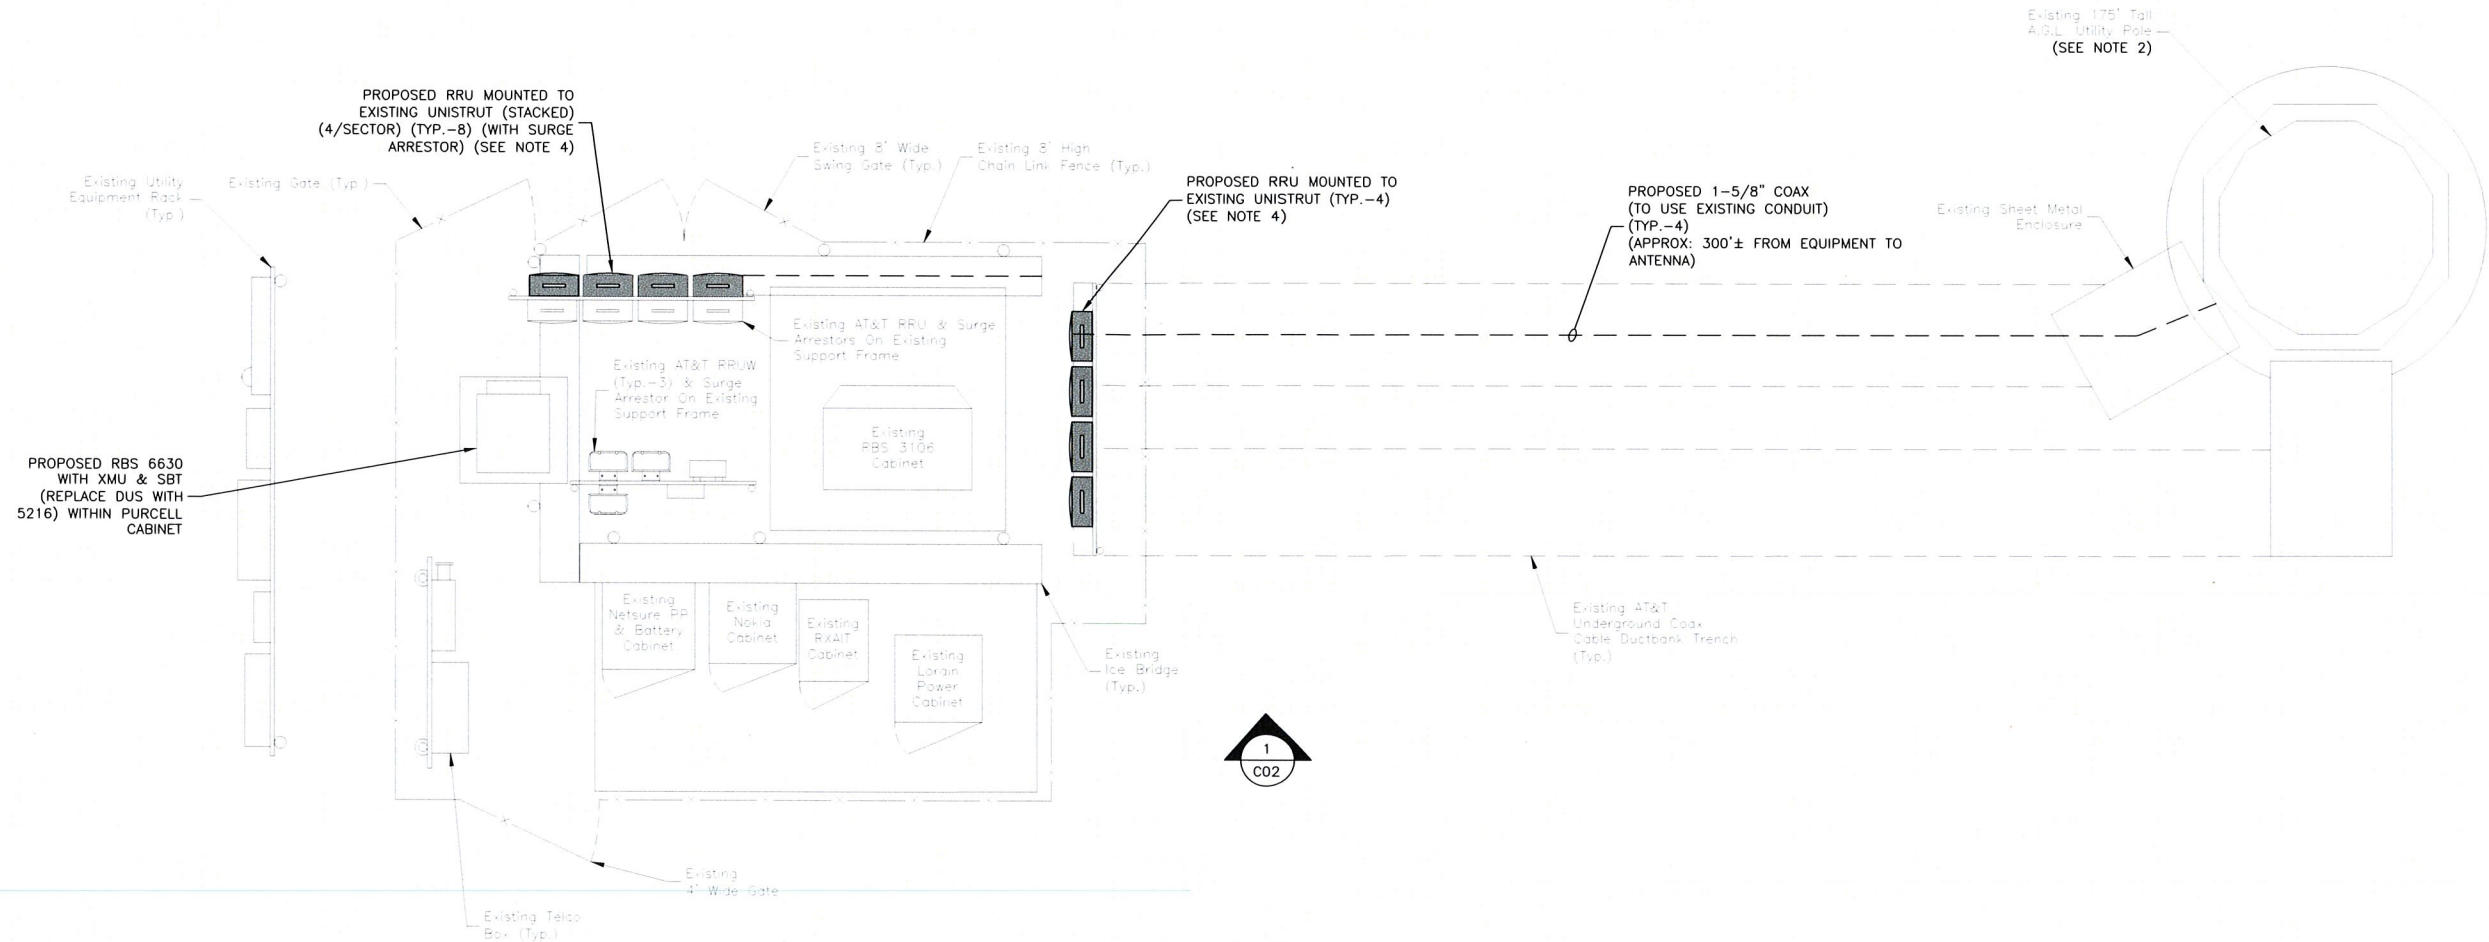 Existing 175' Tall
A.G.L. Utility Pole
(SEE NOTE 2)
PROPOSED RRU MOUNTED TO
EXISTING UNISTRUT (STACKED)
(4/SECTOR) (TYP.-8) (WITH SURGE
ARRESTOR) (SEE NOTE 4)
Existing 8' Wide
Swing Gate (Typ.)
Existing 8' High
Chain Link Fence (Typ.)
Existing Utility
Equipment Rack
(Typ.)
Existing Gate (Typ.)
PROPOSED RRU MOUNTED TO
EXISTING UNISTRUT (TYP.-4)
(SEE NOTE 4)
PROPOSED 1-5/8" COAX
(TO USE EXISTING CONDUIT)
(TYP.-4)
(APPROX: 300'± FROM EQUIPMENT TO
ANTENNA)
Existing Sheet Metal
Enclosure
Existing AT&T RRU & Surge
Arrestors On Existing
Support Frame
Existing AT&T RRUW
(Typ.-3) & Surge
Arrestor On Existing
Support Frame
Existing
RBS 3106
Cabinet
PROPOSED RBS 6630
WITH XMU & SBT
(REPLACE DUS WITH
5216) WITHIN PURCELL
CABINET
Existing
Netsure PP
& Battery
Cabinet
Existing
Nokia
Cabinet
Existing
RXAIT
Cabinet
Existing
Lorain
Power
Cabinet
Existing
Ice Bridge
(Typ.)
Existing AT&T
Underground Coax
Cable Ductbank Trench
(Typ.)
1
C02
Existing
4' Wide Gate
Existing Telco
Box (Typ.)